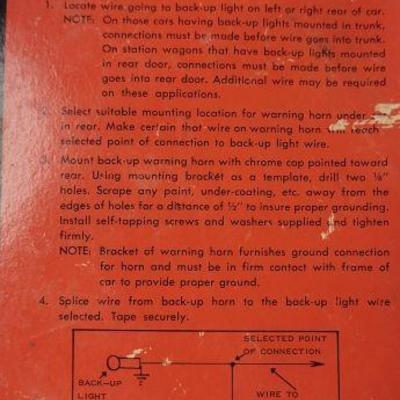 1. Locate wire going to back-up light on left or right rear of car.
NOTE: On those cars having back-up lights mounted in trunk,
connections must be made before wire goes into trunk.
On station wagons that have back-up lights mounted
in rear door, connections must be made before wire
goes into rear door. Additional wire may be required
on these applications.
2. Select suitable mounting location for warning horn under
in rear. Make certain that wire on warning horn will reach
selected point of connection to back-up light wire.
3. Mount back-up warning horn with chrome cap pointed toward
rear. Using mounting bracket as a template, drill two ⅛"
holes. Scrape any paint, under-coating, etc. away from the
edges of holes for a distance of ½" to insure proper grounding.
Install self-tapping screws and washers supplied and tighten
firmly.
NOTE: Bracket of warning horn furnishes ground connection
for horn and must be in firm contact with frame of
car to provide proper ground.
4. Splice wire from back-up horn to the back-up light wire
selected. Tape securely.
SELECTED POINT
OF CONNECTION
BACK-UP
LIGHT
WIRE TO